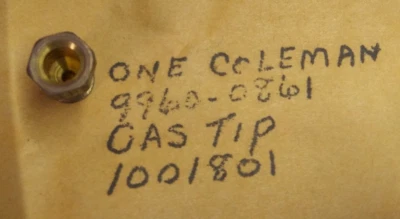 ONE COLEMAN
9960-0861
GAS TIP
1001801